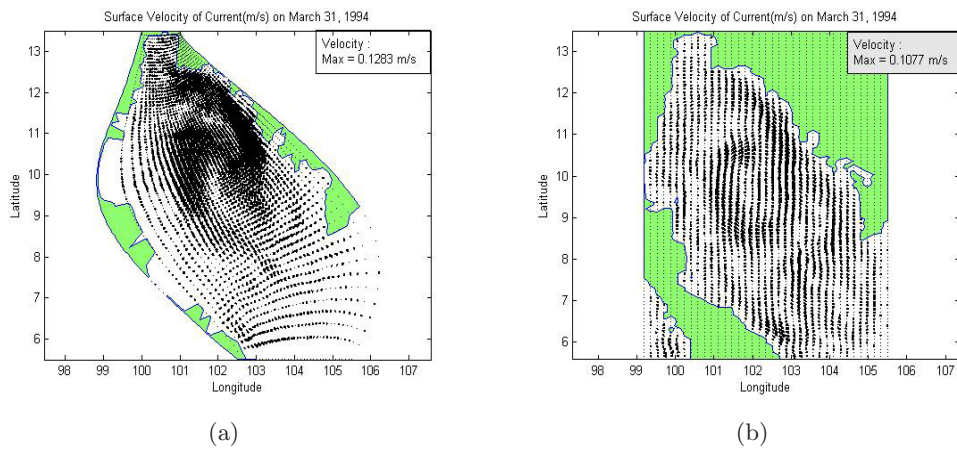 Surface Velocity of Current(m/s) on March 31, 1994
Velocity :
Max = 0.1283 m/s
Latitude
13
12
11
10
9
8
7
6
98 99 100 101 102 103 104 105 106 107
Longitude
(a)
Surface Velocity of Current(m/s) on March 31, 1994
Velocity :
Max = 0.1077 m/s
Latitude
13
12
11
10
9
8
7
6
98 99 100 101 102 103 104 105 106 107
Longitude
(b)